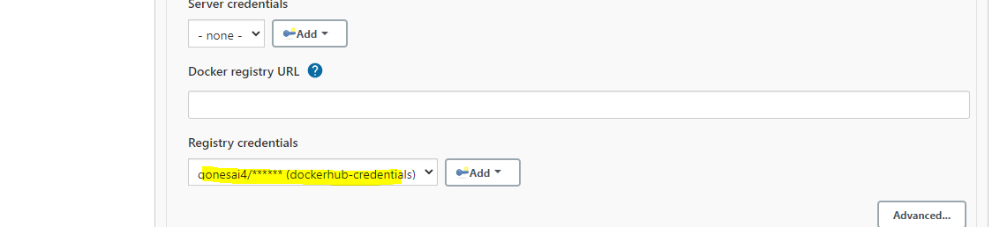 Server credentials
- none -
Add
Docker registry URL ?
Registry credentials
qonesai4/****** (dockerhub-credentials)
Add
Advanced...